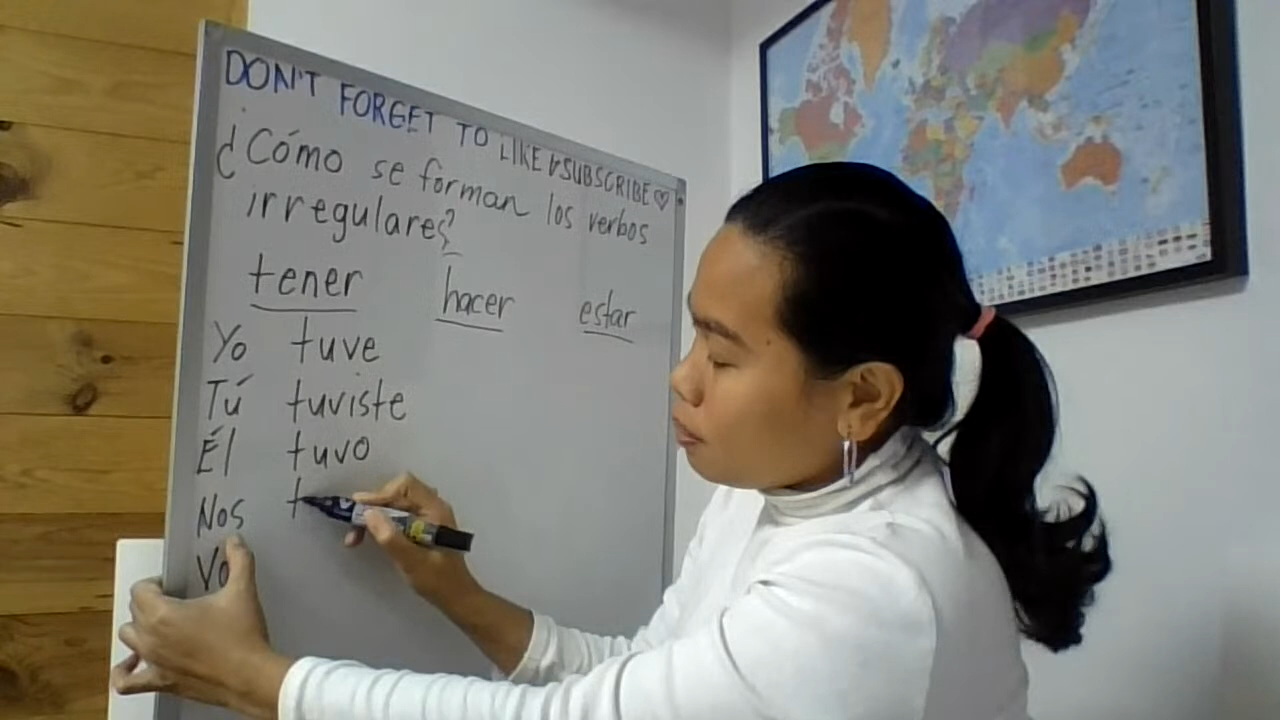 DON'T FORGET TO LIKE & SUBSCRIBE ♡
¿Cómo se forman los verbos
irregulares?
tener hacer estar
Yo tuve
Tú tuviste
Él tuvo
Nos t
Vo